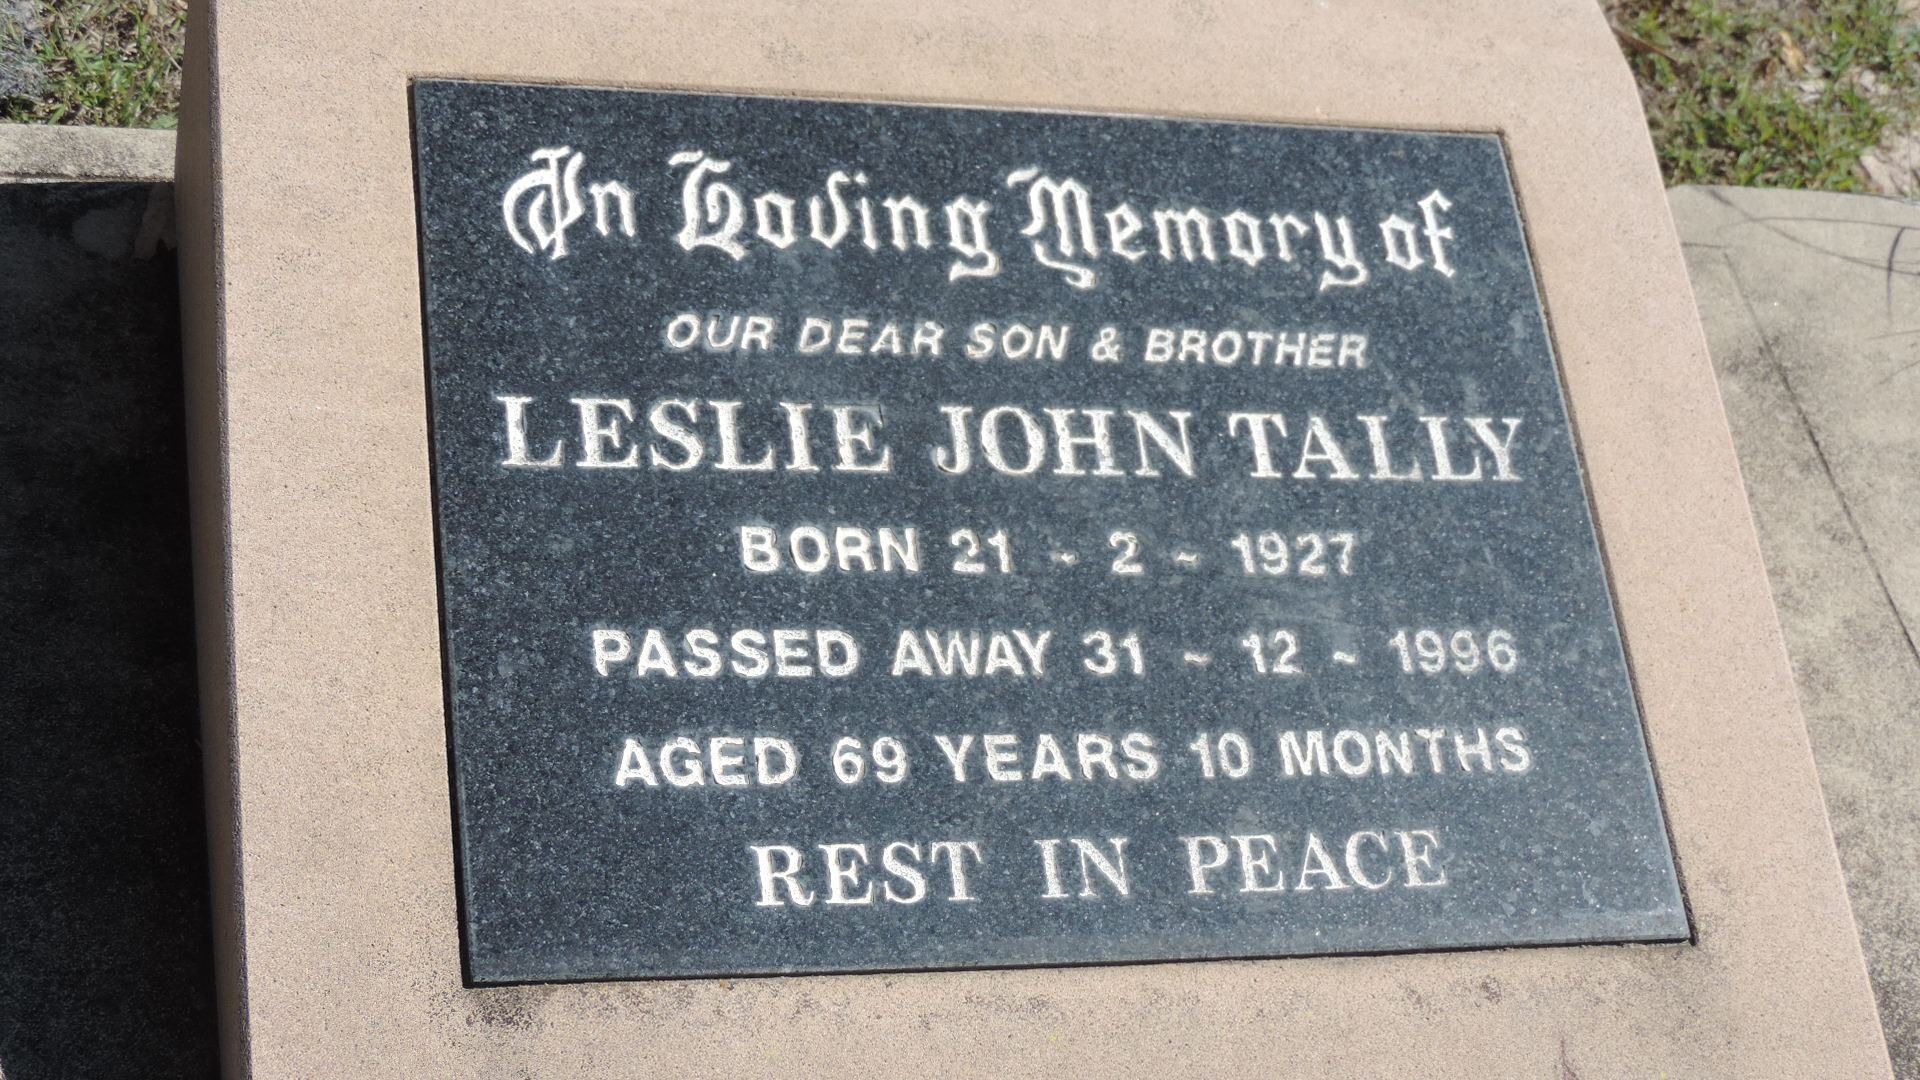 In Loving Memory of
OUR DEAR SON & BROTHER
LESLIE JOHN TALLY
BORN 21 ~ 2 ~ 1927
PASSED AWAY 31 ~ 12 ~ 1996
AGED 69 YEARS 10 MONTHS
REST IN PEACE